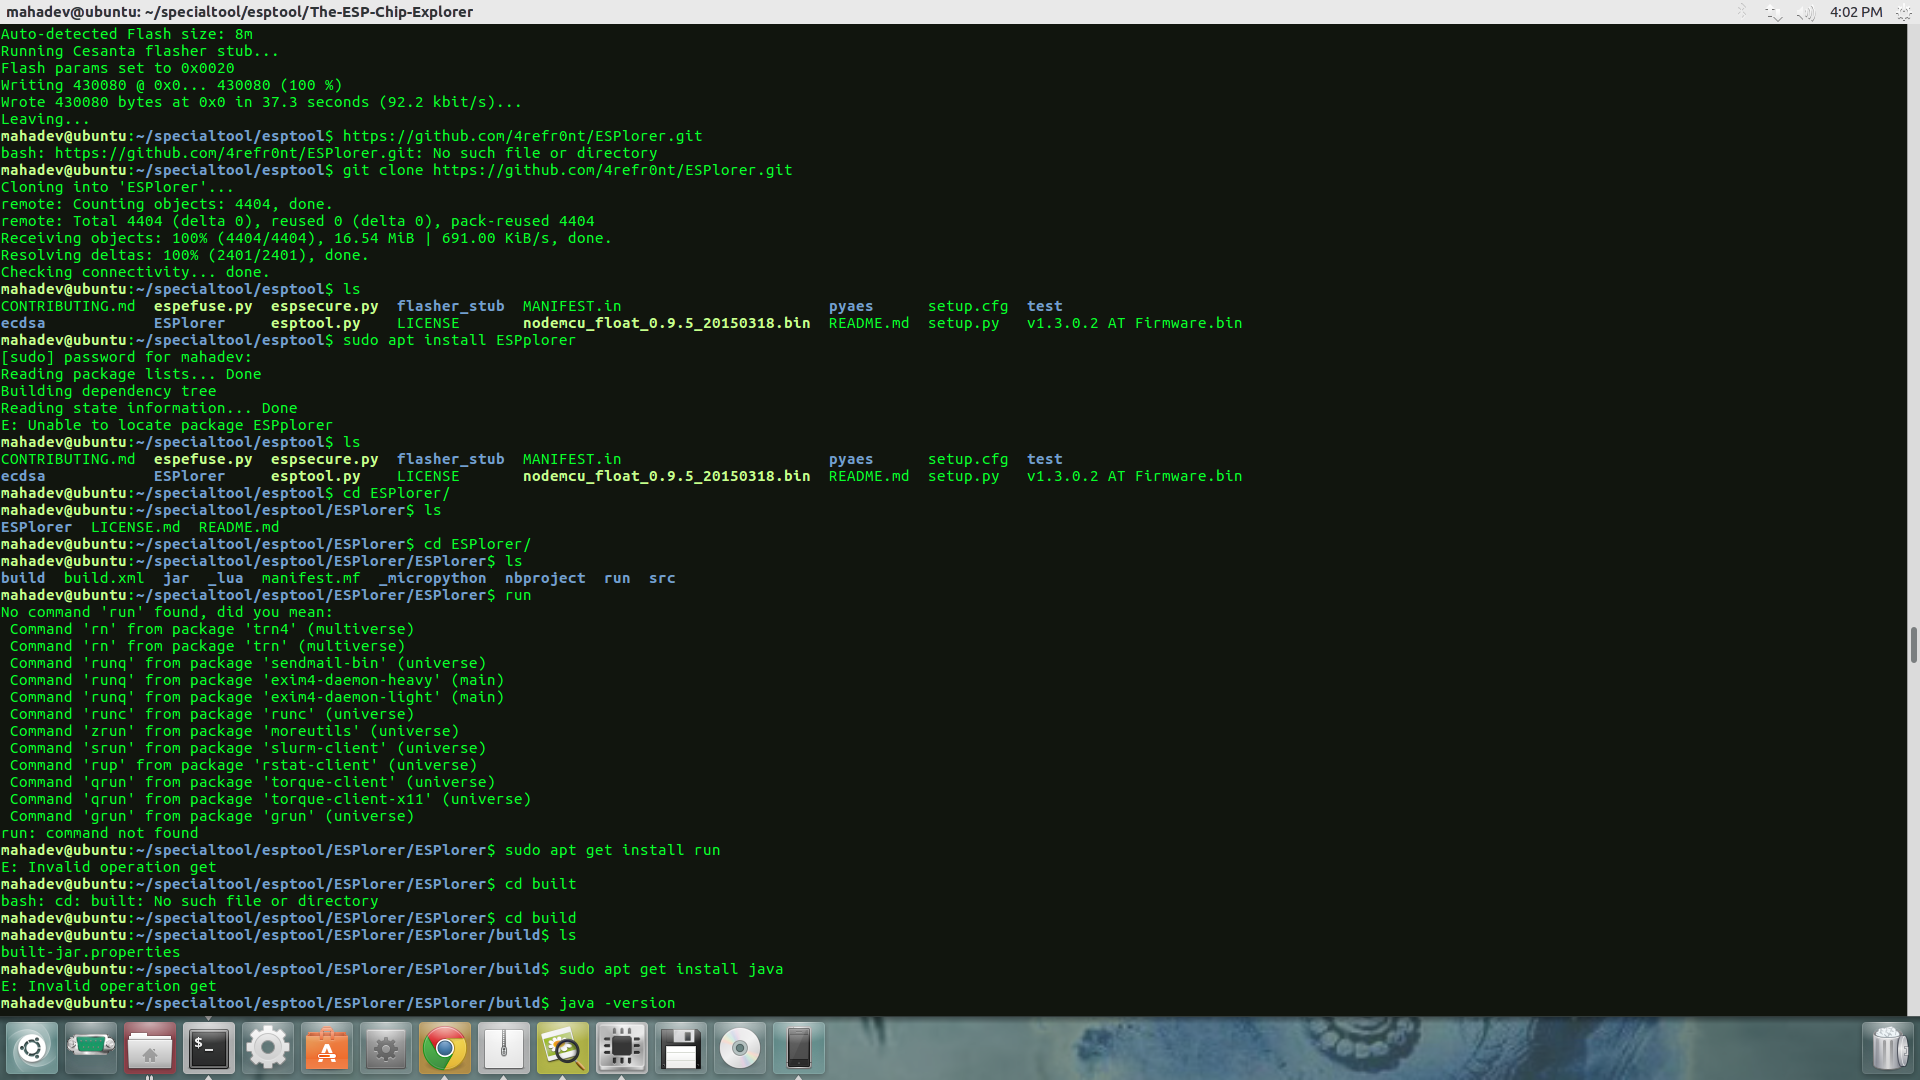 mahadev@ubuntu: ~/specialtool/esptool/The-ESP-Chip-Explorer
4:02 PM
Auto-detected Flash size: 8m
Running Cesanta flasher stub...
Flash params set to 0x0020
Writing 430080 @ 0x0... 430080 (100 %)
Wrote 430080 bytes at 0x0 in 37.3 seconds (92.2 kbit/s)...
Leaving...
mahadev@ubuntu:~/specialtool/esptool$ https://github.com/4refr0nt/ESPlorer.git
bash: https://github.com/4refr0nt/ESPlorer.git: No such file or directory
mahadev@ubuntu:~/specialtool/esptool$ git clone https://github.com/4refr0nt/ESPlorer.git
Cloning into 'ESPlorer'...
remote: Counting objects: 4404, done.
remote: Total 4404 (delta 0), reused 0 (delta 0), pack-reused 4404
Receiving objects: 100% (4404/4404), 16.54 MiB | 691.00 KiB/s, done.
Resolving deltas: 100% (2401/2401), done.
Checking connectivity... done.
mahadev@ubuntu:~/specialtool/esptool$ ls
CONTRIBUTING.md  espefuse.py  espsecure.py  flasher_stub  MANIFEST.in                       pyaes      setup.cfg  test
ecdsa            ESPlorer     esptool.py    LICENSE       nodemcu_float_0.9.5_20150318.bin  README.md  setup.py   v1.3.0.2 AT Firmware.bin
mahadev@ubuntu:~/specialtool/esptool$ sudo apt install ESPplorer
[sudo] password for mahadev:
Reading package lists... Done
Building dependency tree
Reading state information... Done
E: Unable to locate package ESPplorer
mahadev@ubuntu:~/specialtool/esptool$ ls
CONTRIBUTING.md  espefuse.py  espsecure.py  flasher_stub  MANIFEST.in                       pyaes      setup.cfg  test
ecdsa            ESPlorer     esptool.py    LICENSE       nodemcu_float_0.9.5_20150318.bin  README.md  setup.py   v1.3.0.2 AT Firmware.bin
mahadev@ubuntu:~/specialtool/esptool$ cd ESPlorer/
mahadev@ubuntu:~/specialtool/esptool/ESPlorer$ ls
ESPlorer  LICENSE.md  README.md
mahadev@ubuntu:~/specialtool/esptool/ESPlorer$ cd ESPlorer/
mahadev@ubuntu:~/specialtool/esptool/ESPlorer/ESPlorer$ ls
build  build.xml  jar  _lua  manifest.mf  _micropython  nbproject  run  src
mahadev@ubuntu:~/specialtool/esptool/ESPlorer/ESPlorer$ run
No command 'run' found, did you mean:
 Command 'rn' from package 'trn4' (multiverse)
 Command 'rn' from package 'trn' (multiverse)
 Command 'runq' from package 'sendmail-bin' (universe)
 Command 'runq' from package 'exim4-daemon-heavy' (main)
 Command 'runq' from package 'exim4-daemon-light' (main)
 Command 'runc' from package 'runc' (universe)
 Command 'zrun' from package 'moreutils' (universe)
 Command 'srun' from package 'slurm-client' (universe)
 Command 'rup' from package 'rstat-client' (universe)
 Command 'qrun' from package 'torque-client' (universe)
 Command 'qrun' from package 'torque-client-x11' (universe)
 Command 'grun' from package 'grun' (universe)
run: command not found
mahadev@ubuntu:~/specialtool/esptool/ESPlorer/ESPlorer$ sudo apt get install run
E: Invalid operation get
mahadev@ubuntu:~/specialtool/esptool/ESPlorer/ESPlorer$ cd built
bash: cd: built: No such file or directory
mahadev@ubuntu:~/specialtool/esptool/ESPlorer/ESPlorer$ cd build
mahadev@ubuntu:~/specialtool/esptool/ESPlorer/ESPlorer/build$ ls
built-jar.properties
mahadev@ubuntu:~/specialtool/esptool/ESPlorer/ESPlorer/build$ sudo apt get install java
E: Invalid operation get
mahadev@ubuntu:~/specialtool/esptool/ESPlorer/ESPlorer/build$ java -version